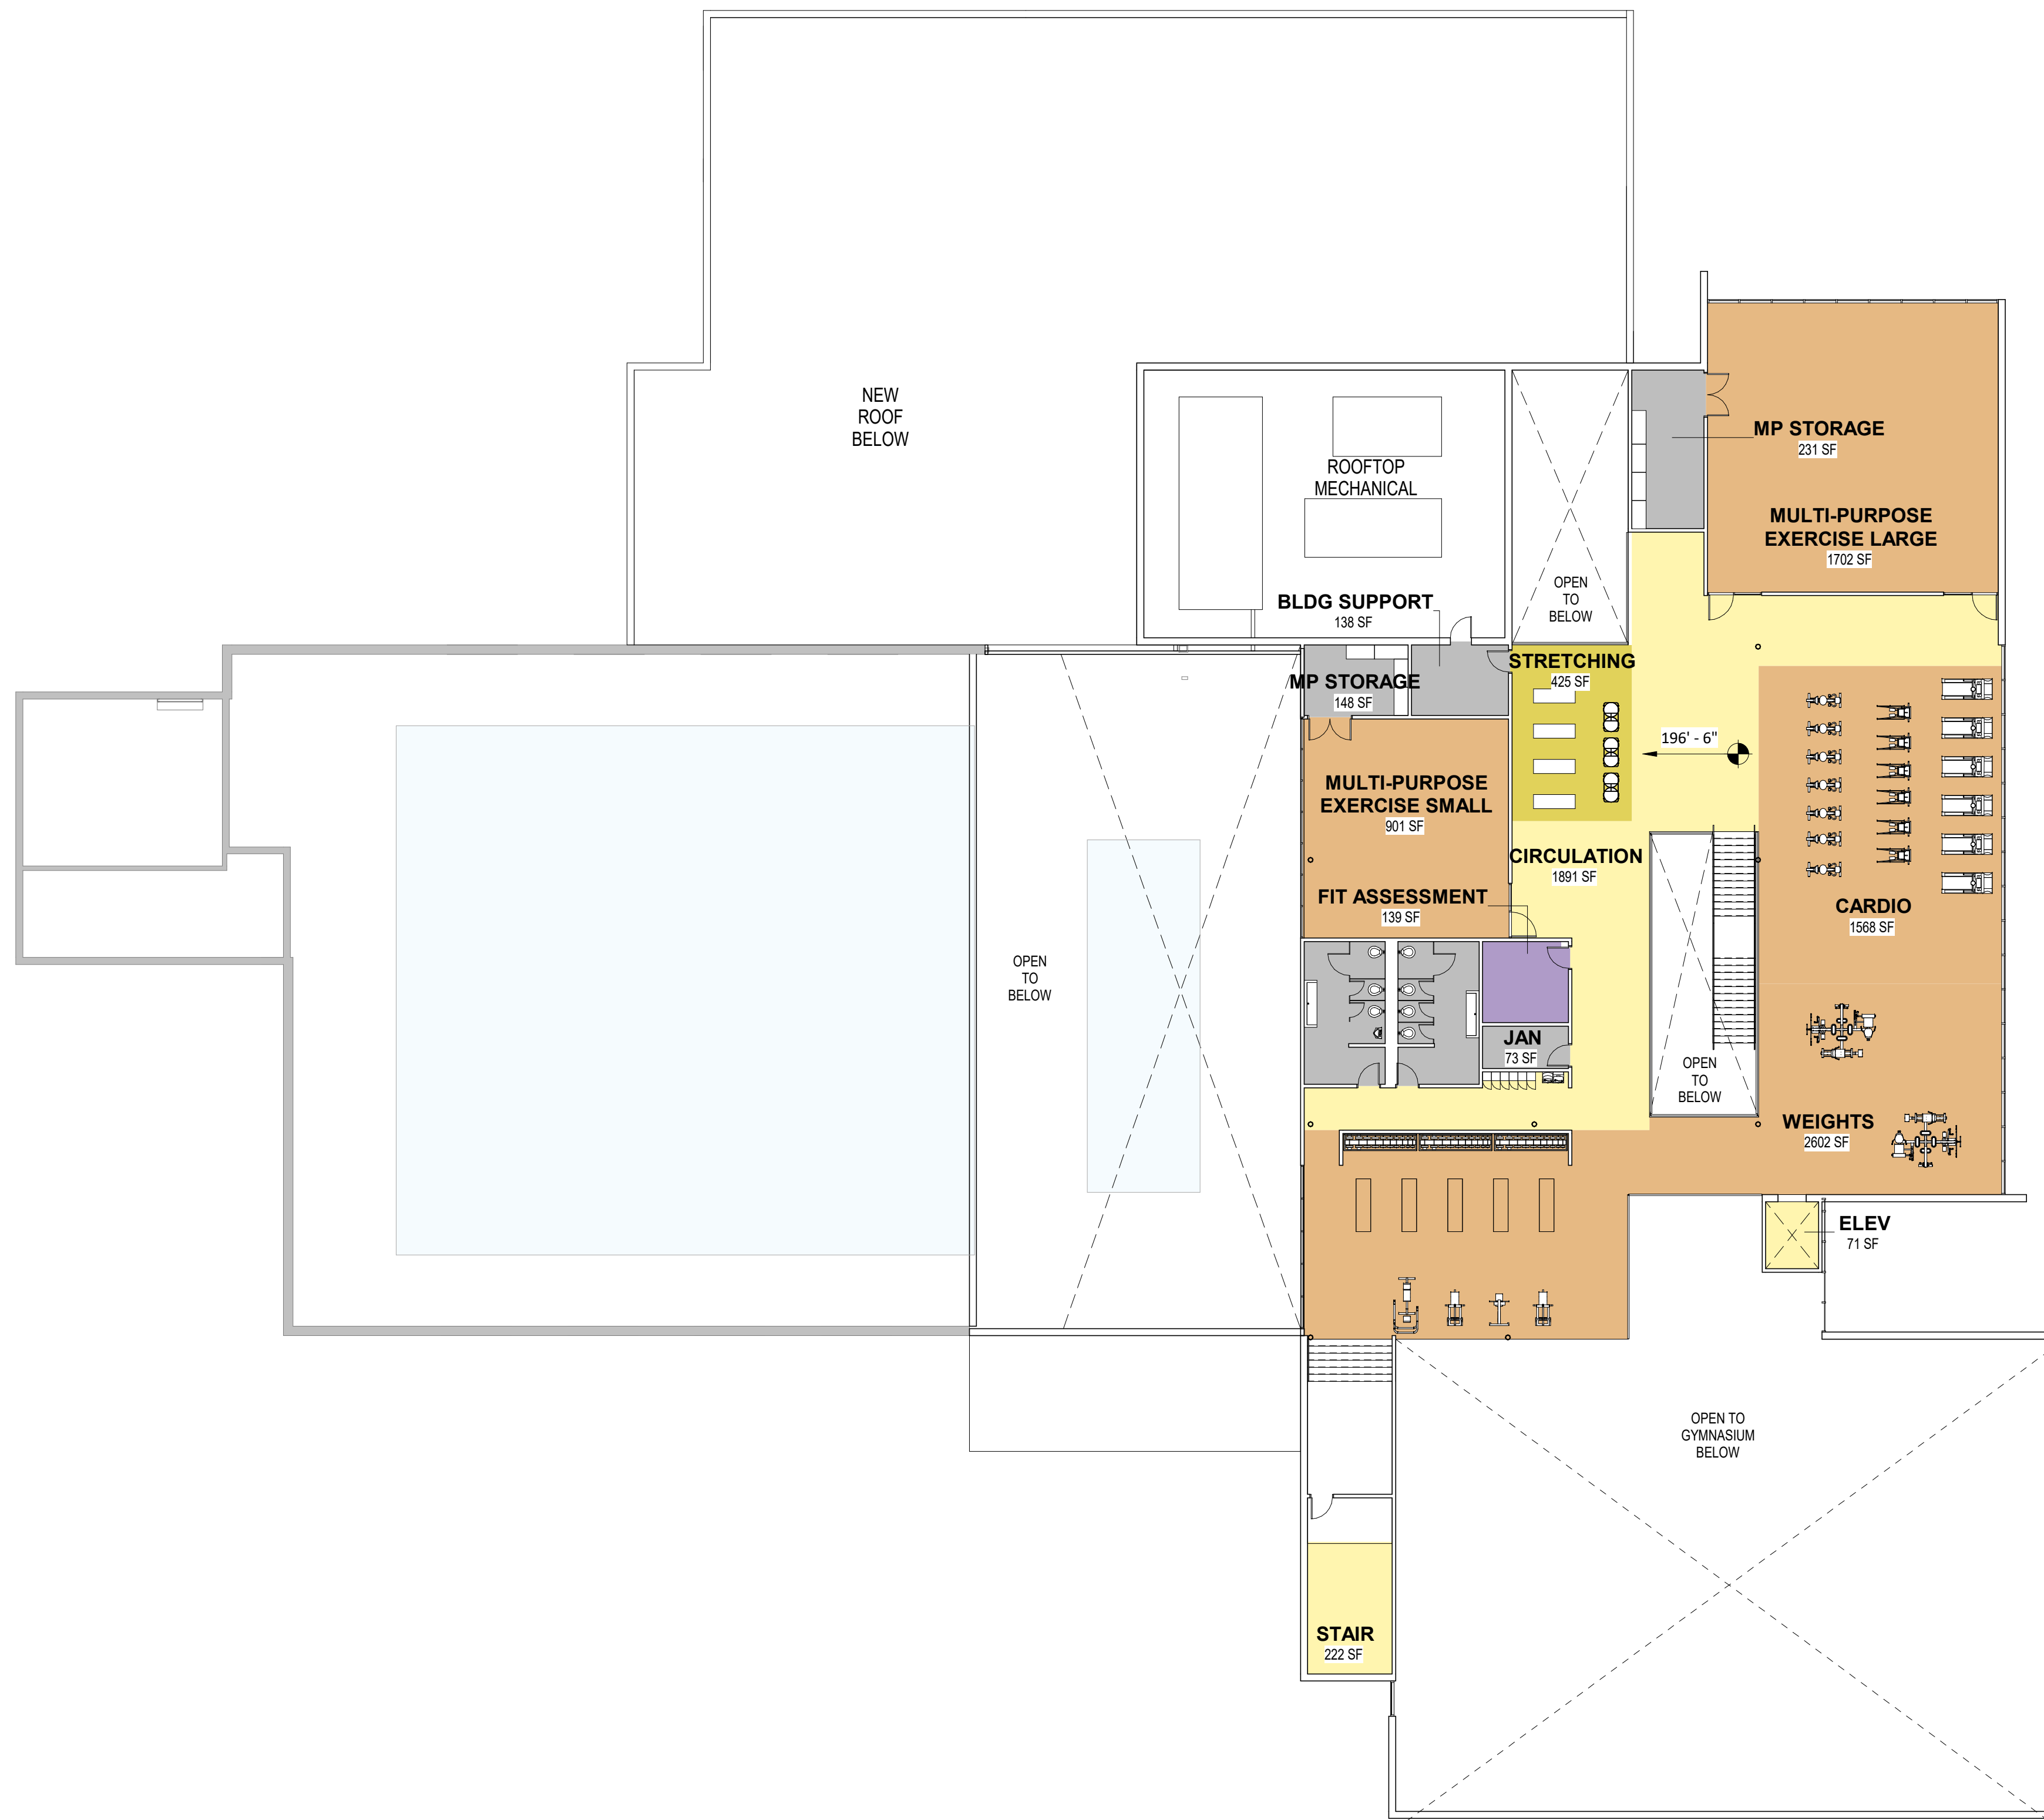 NEW
ROOF
BELOW
ROOFTOP
MECHANICAL
MP STORAGE
231 SF
MULTI-PURPOSE
EXERCISE LARGE
1702 SF
OPEN
TO
BELOW
BLDG SUPPORT
138 SF
STRETCHING
425 SF
MP STORAGE
148 SF
196' - 6"
MULTI-PURPOSE
EXERCISE SMALL
901 SF
CIRCULATION
1891 SF
FIT ASSESSMENT
139 SF
CARDIO
1568 SF
OPEN
TO
BELOW
JAN
73 SF
OPEN
TO
BELOW
WEIGHTS
2602 SF
ELEV
71 SF
OPEN TO
GYMNASIUM
BELOW
STAIR
222 SF